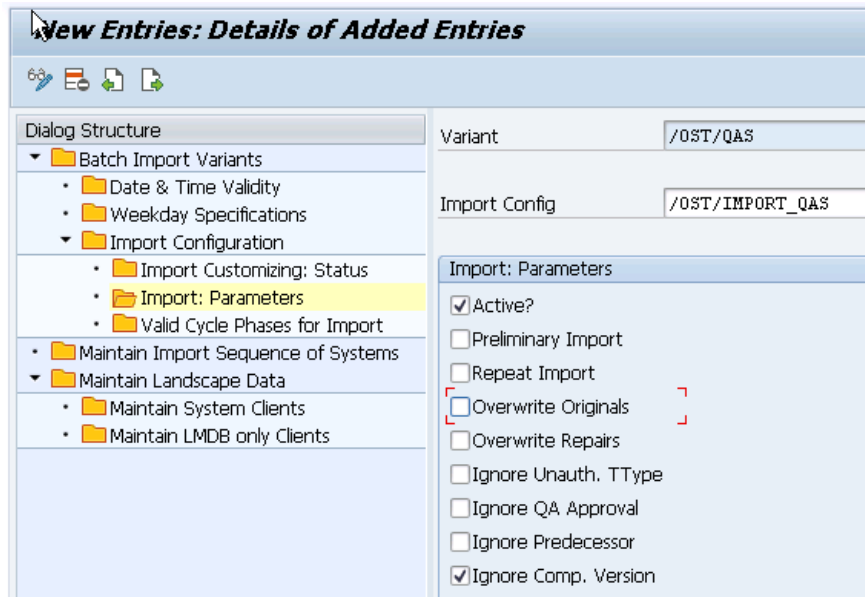 New Entries: Details of Added Entries
Dialog Structure
Batch Import Variants
Date & Time Validity
Weekday Specifications
Import Configuration
Import Customizing: Status
Import: Parameters
Valid Cycle Phases for Import
Maintain Import Sequence of Systems
Maintain Landscape Data
Maintain System Clients
Maintain LMDB only Clients
Variant /OST/QAS
Import Config /OST/IMPORT_QAS
Import: Parameters
Active?
Preliminary Import
Repeat Import
Overwrite Originals
Overwrite Repairs
Ignore Unauth. TType
Ignore QA Approval
Ignore Predecessor
Ignore Comp. Version